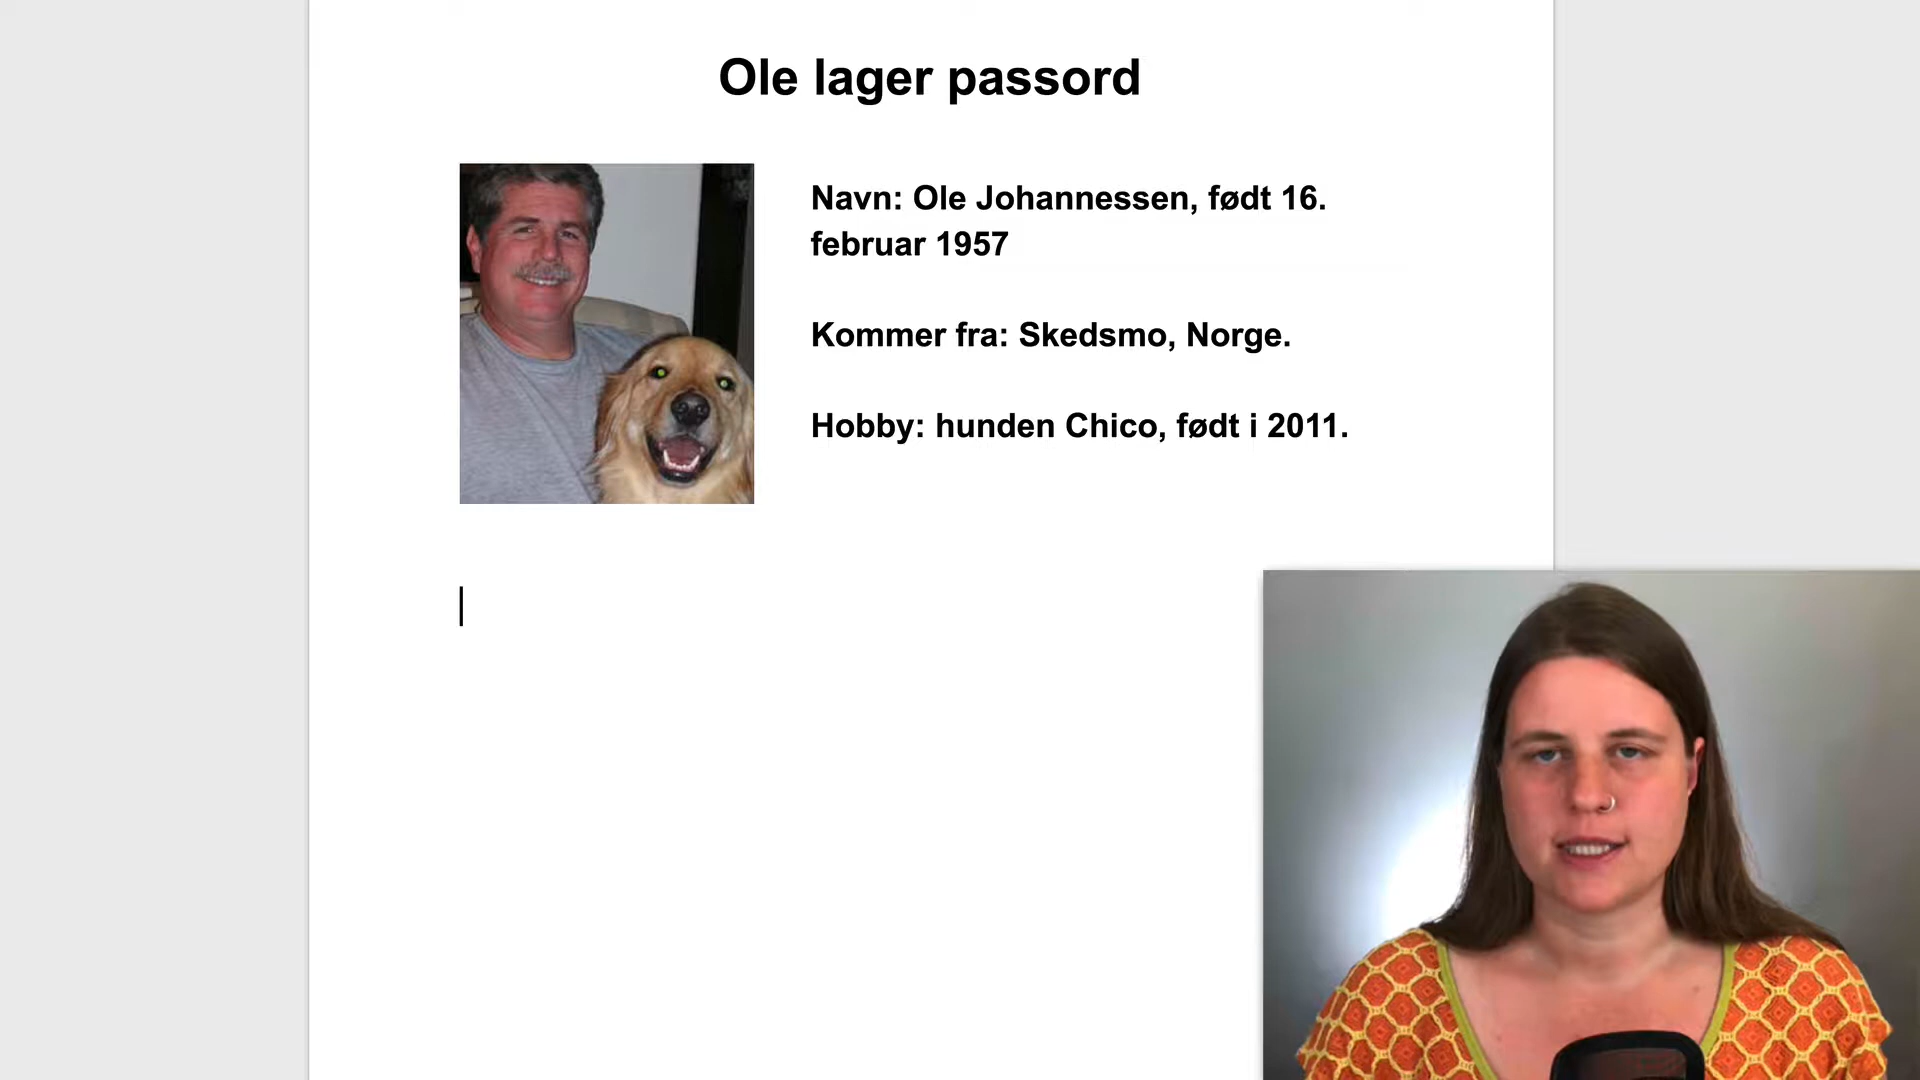 Ole lager passord
Navn: Ole Johannessen, født 16.
februar 1957
Kommer fra: Skedsmo, Norge.
Hobby: hunden Chico, født i 2011.